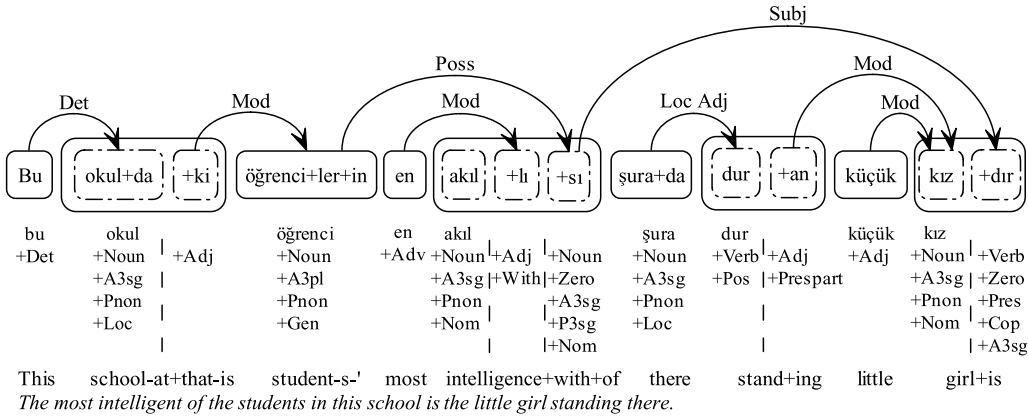 Subj
Poss Mod
Det Mod Mod Loc Adj Mod
Bu okul+da +ki öğrenci+ler+in en akıl +lı +sı şura+da dur +an küçük kız +dır
bu okul öğrenci en akıl şura dur küçük kız
+Det +Noun +Adj +Noun +Adv +Noun +Adj +Noun +Noun +Verb +Adj +Adj +Noun +Verb
+A3sg +A3pl +A3sg +With +Zero +A3sg +Pos +Prespart +A3sg +Zero
+Pnon +Pnon +Pnon +A3sg +Pnon +Pnon +Pres
+Loc +Gen +Nom +P3sg +Loc +Nom +Cop
+Nom +A3sg
This school-at+that-is student-s-' most intelligence+with+of there stand+ing little girl+is
The most intelligent of the students in this school is the little girl standing there.